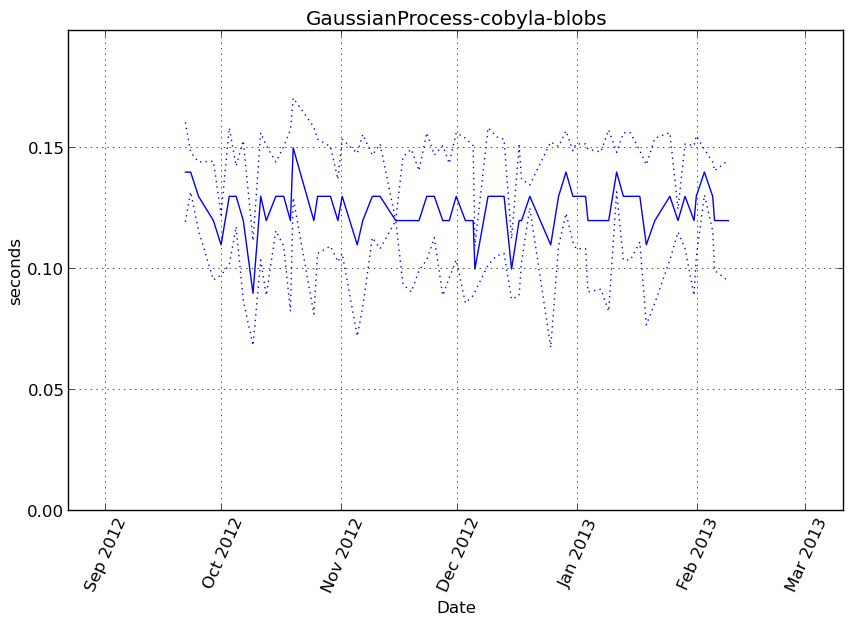 GaussianProcess-cobyla-blobs
seconds
0.15
0.10
0.05
0.00
Sep 2012
Oct 2012
Nov 2012
Dec 2012
Jan 2013
Feb 2013
Mar 2013
Date